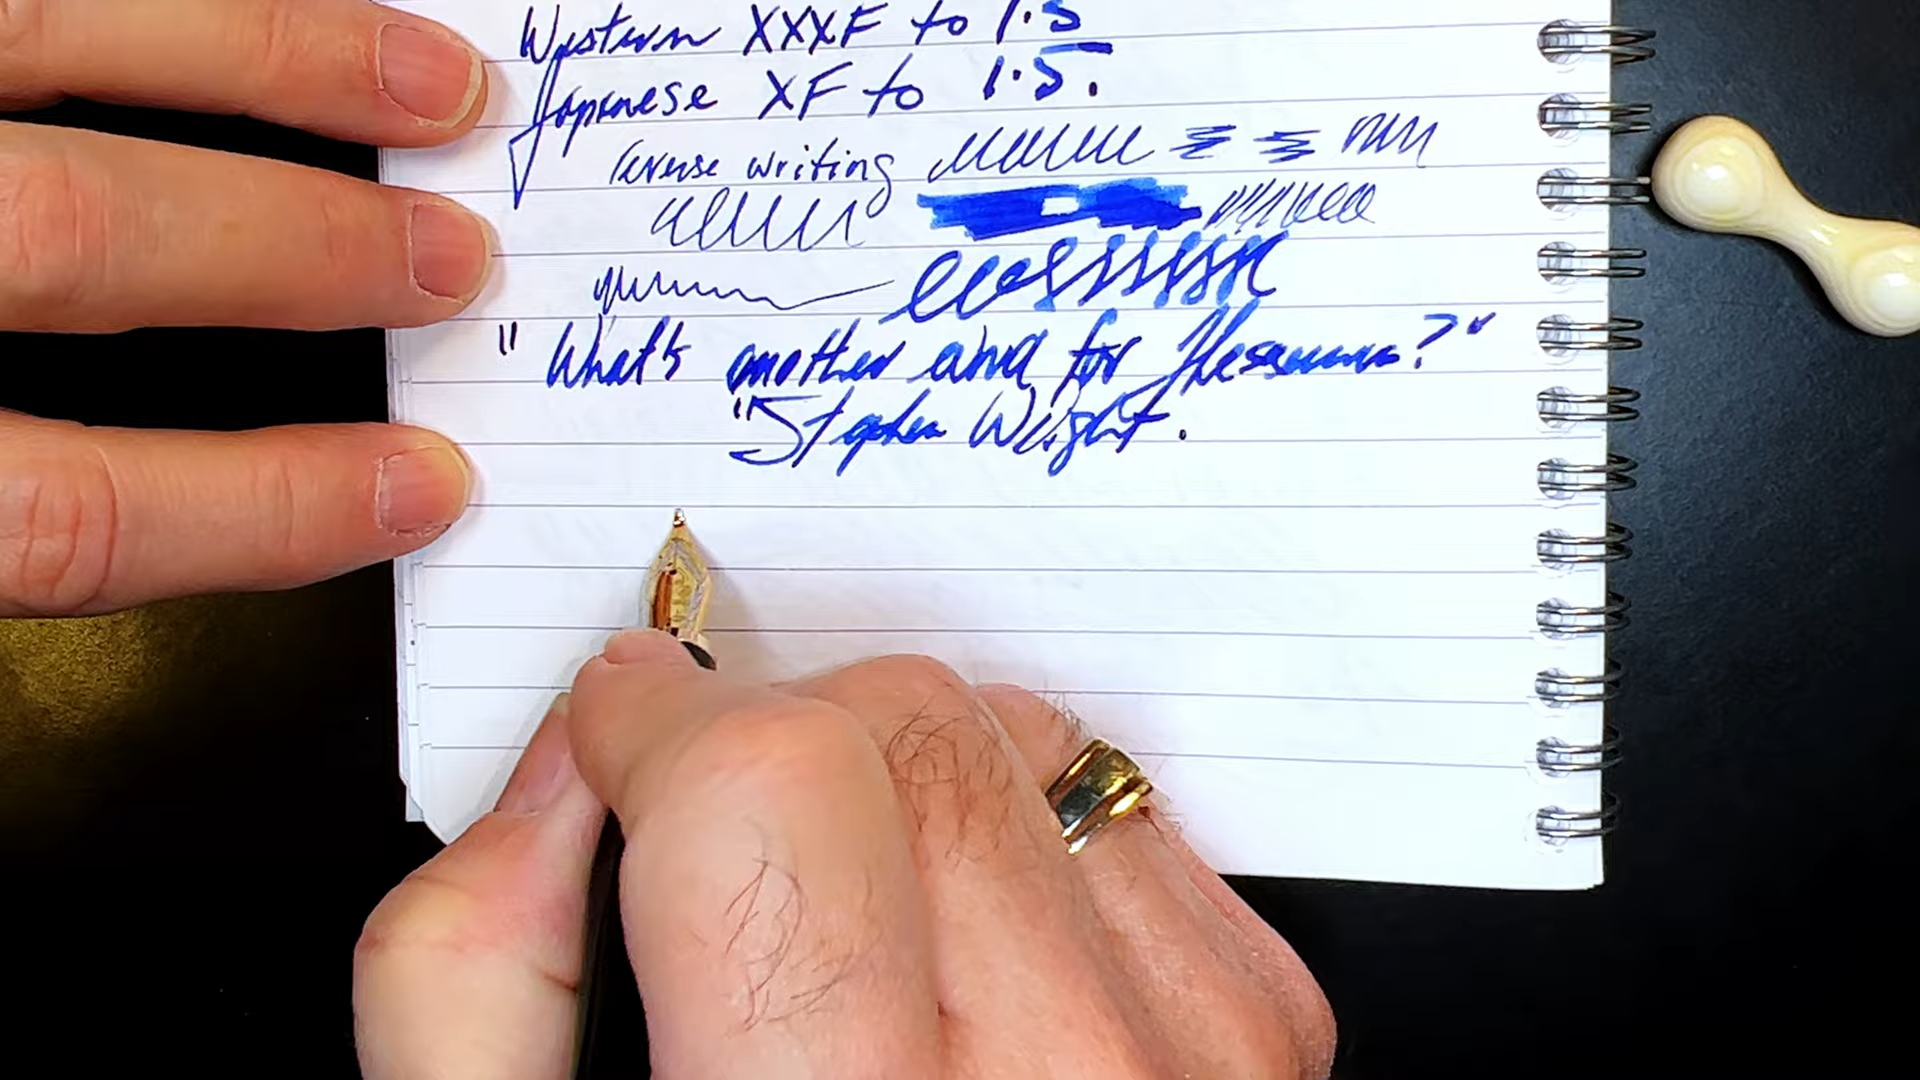 Western XXXF to 1.5
Japanese XF to 1.5.
reverse writing
" What's another word for Thesaurus?"
Stephen Wright.